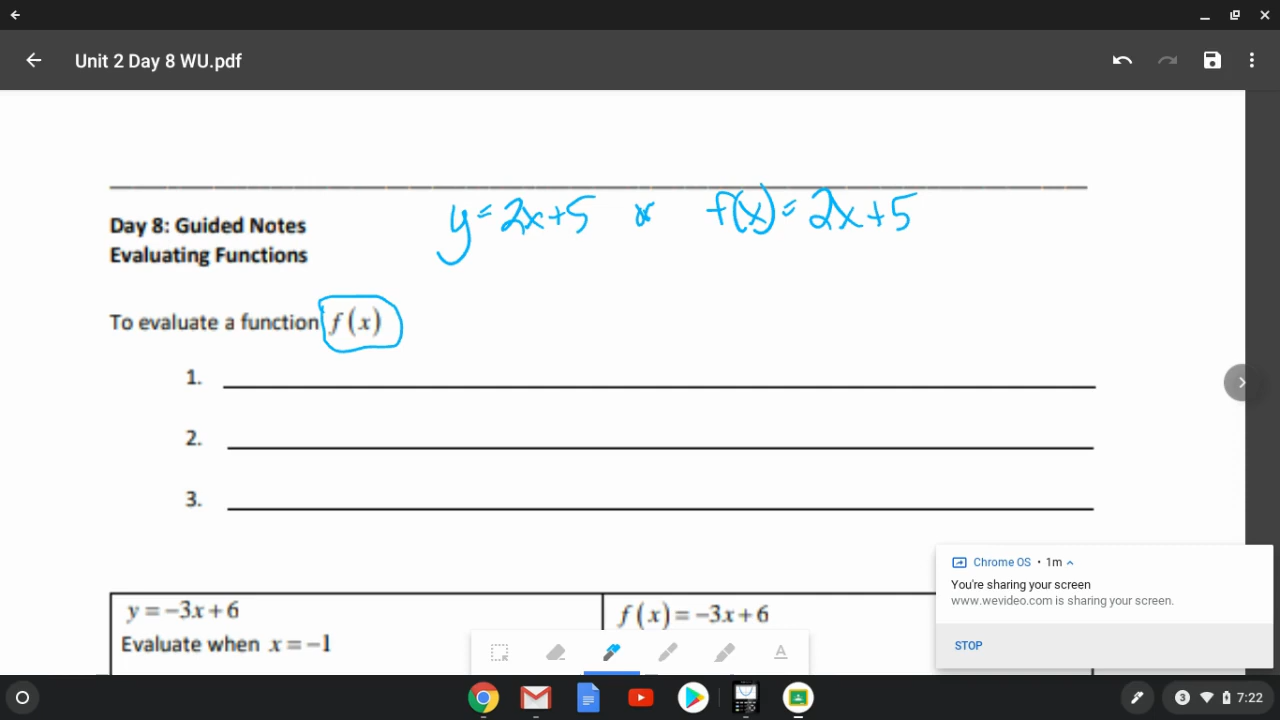 Unit 2 Day 8 WU.pdf
y = 2x+5 or f(x) = 2x+5
Day 8: Guided Notes
Evaluating Functions
To evaluate a function f(x)
1.
2.
3.
y = −3x + 6
Evaluate when x = −1
f(x) = −3x + 6
Chrome OS • 1m
You're sharing your screen
www.wevideo.com is sharing your screen.
STOP
A
3 7:22